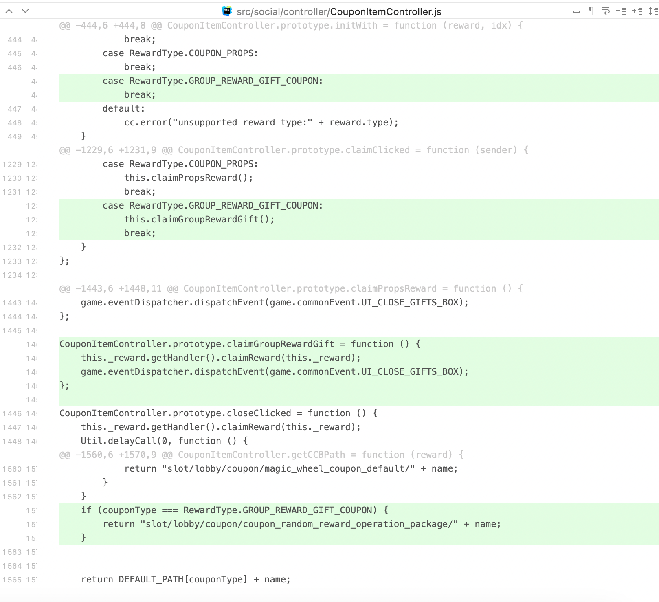 src/social/controller/CouponItemController.js
@@ -444,6 +444,8 @@ CouponItemController.prototype.initWith = function (reward, idx) {
444 4 break;
445 4 case RewardType.COUPON_PROPS:
446 4 break;
4 case RewardType.GROUP_REWARD_GIFT_COUPON:
4 break;
447 4 default:
448 4 cc.error("unsupported reward type:" + reward.type);
449 4 }
@@ -1229,6 +1231,9 @@ CouponItemController.prototype.claimClicked = function (sender) {
1229 12 case RewardType.COUPON_PROPS:
1230 12 this.claimPropsReward();
1231 12 break;
12 case RewardType.GROUP_REWARD_GIFT_COUPON:
12 this.claimGroupRewardGift();
12 break;
1232 12 }
1233 12 };
1234 12
@@ -1443,6 +1448,11 @@ CouponItemController.prototype.claimPropsReward = function () {
1443 14 game.eventDispatcher.dispatchEvent(game.commonEvent.UI_CLOSE_GIFTS_BOX);
1444 14 };
1445 14
14 CouponItemController.prototype.claimGroupRewardGift = function () {
14 this._reward.getHandler().claimReward(this._reward);
14 game.eventDispatcher.dispatchEvent(game.commonEvent.UI_CLOSE_GIFTS_BOX);
14 };
14
1446 14 CouponItemController.prototype.closeClicked = function () {
1447 14 this._reward.getHandler().claimReward(this._reward);
1448 14 Util.delayCall(0, function () {
@@ -1560,6 +1570,9 @@ CouponItemController.getCCBPath = function (reward) {
1560 15 return "slot/lobby/coupon/magic_wheel_coupon_default/" + name;
1561 15 }
1562 15 }
15 if (couponType === RewardType.GROUP_REWARD_GIFT_COUPON) {
15 return "slot/lobby/coupon/coupon_random_reward_operation_package/" + name;
15 }
1563 15
1564 15
1565 15 return DEFAULT_PATH[couponType] + name;